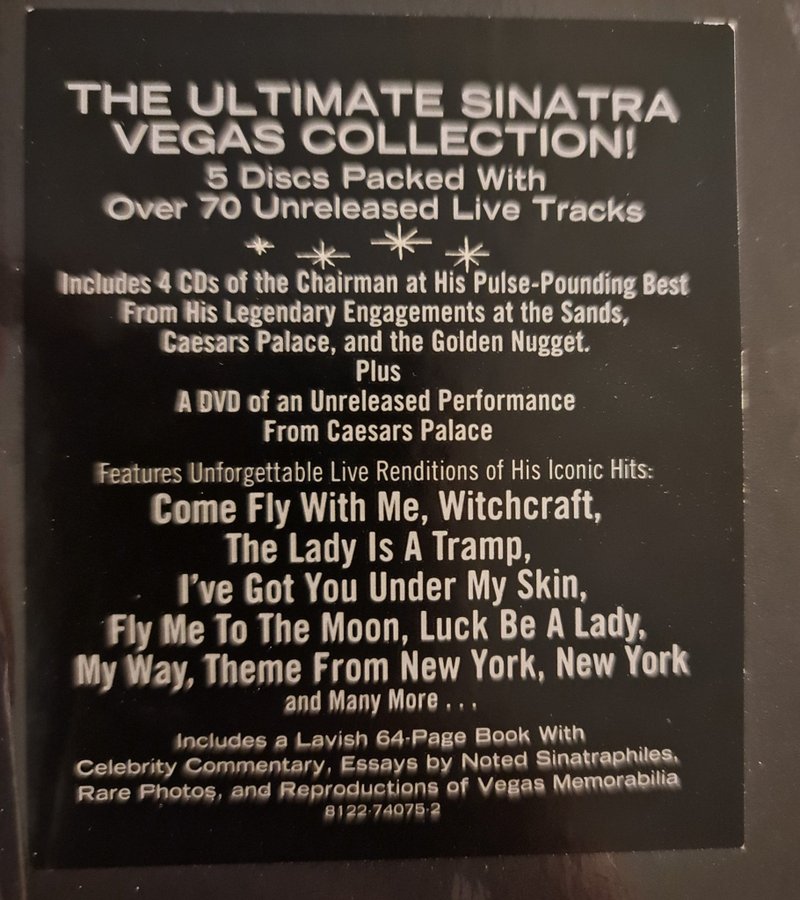 THE ULTIMATE SINATRA
VEGAS COLLECTION!
5 Discs Packed With
Over 70 Unreleased Live Tracks
Includes 4 CDs of the Chairman at His Pulse-Pounding Best
From His Legendary Engagements at the Sands,
Caesars Palace, and the Golden Nugget.
Plus
A DVD of an Unreleased Performance
From Caesars Palace
Features Unforgettable Live Renditions of His Iconic Hits:
Come Fly With Me, Witchcraft,
The Lady Is A Tramp,
I've Got You Under My Skin,
Fly Me To The Moon, Luck Be A Lady,
My Way, Theme From New York, New York
and Many More . . .
Includes a Lavish 64-Page Book With
Celebrity Commentary, Essays by Noted Sinatraphiles,
Rare Photos, and Reproductions of Vegas Memorabilia
8122-74075-2